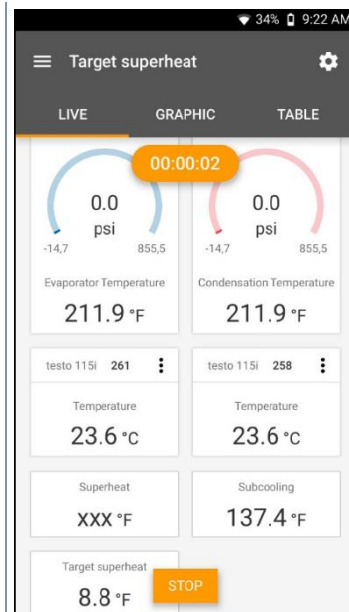 34% 9:22 AM
Target superheat
LIVE GRAPHIC TABLE
00:00:02
0.0 0.0
psi psi
-14,7 855,5 -14,7 855,5
Evaporator Temperature Condensation Temperature
211.9 °F 211.9 °F
testo 115i 261 testo 115i 258
Temperature Temperature
23.6 °C 23.6 °C
Superheat Subcooling
xxx °F 137.4 °F
Target superheat
8.8 °F STOP